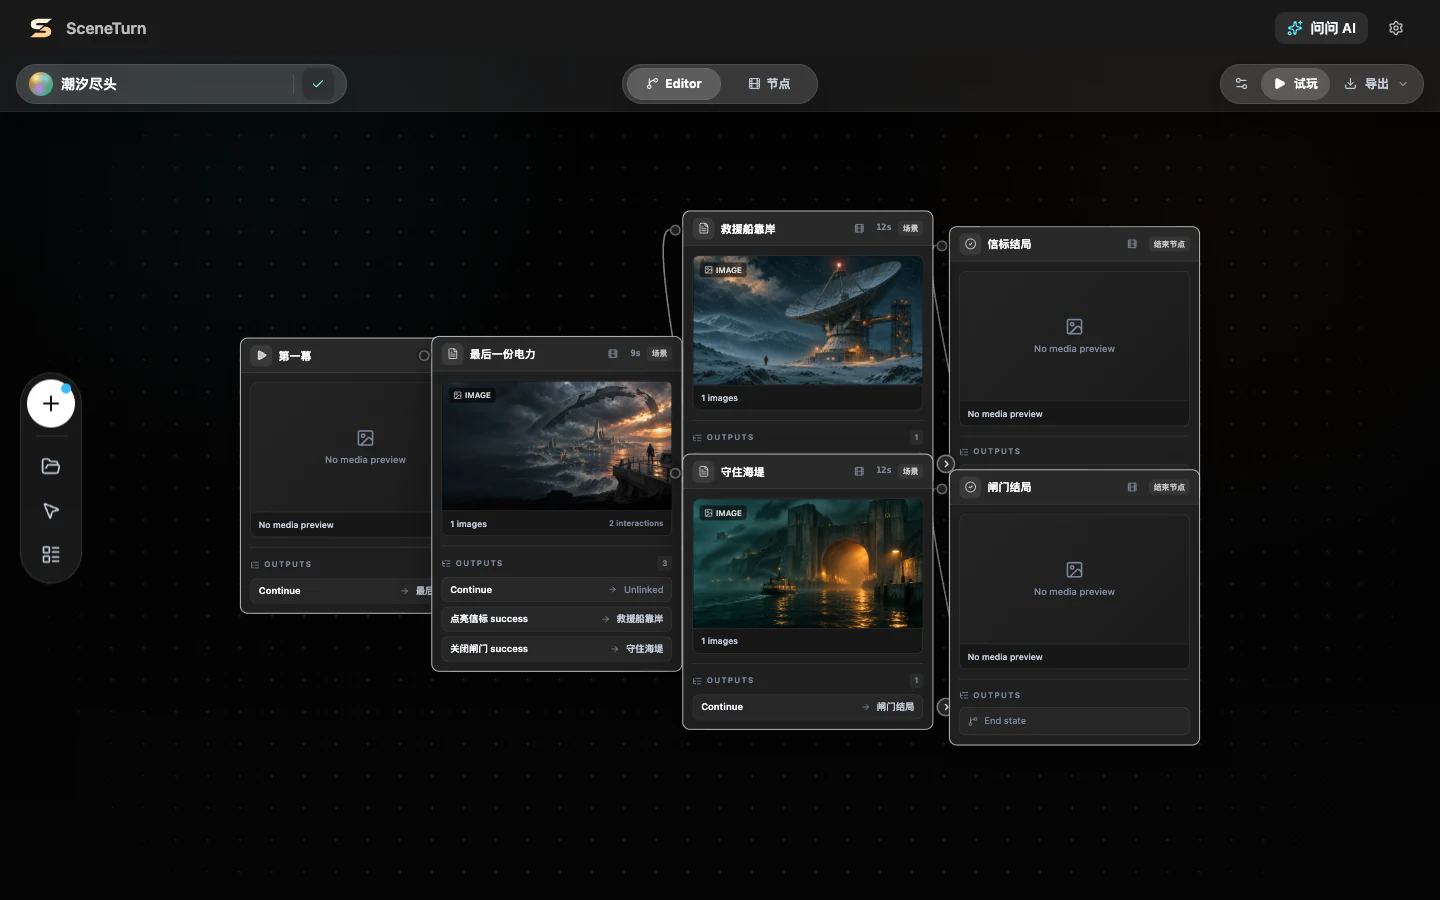 SceneTurn
问问 AI
潮汐尽头
Editor
节点
试玩
导出
第一幕
No media preview
No media preview
OUTPUTS
Continue
→ 最后
最后一份电力
9s
场景
IMAGE
1 images
2 interactions
OUTPUTS
3
Continue
→ Unlinked
点亮信标 success
→ 救援船靠岸
关闭闸门 success
→ 守住海堤
救援船靠岸
12s
场景
IMAGE
1 images
OUTPUTS
1
守住海堤
12s
场景
IMAGE
1 images
OUTPUTS
1
Continue
→ 闸门结局
信标结局
结束节点
No media preview
No media preview
OUTPUTS
闸门结局
结束节点
No media preview
No media preview
OUTPUTS
End state